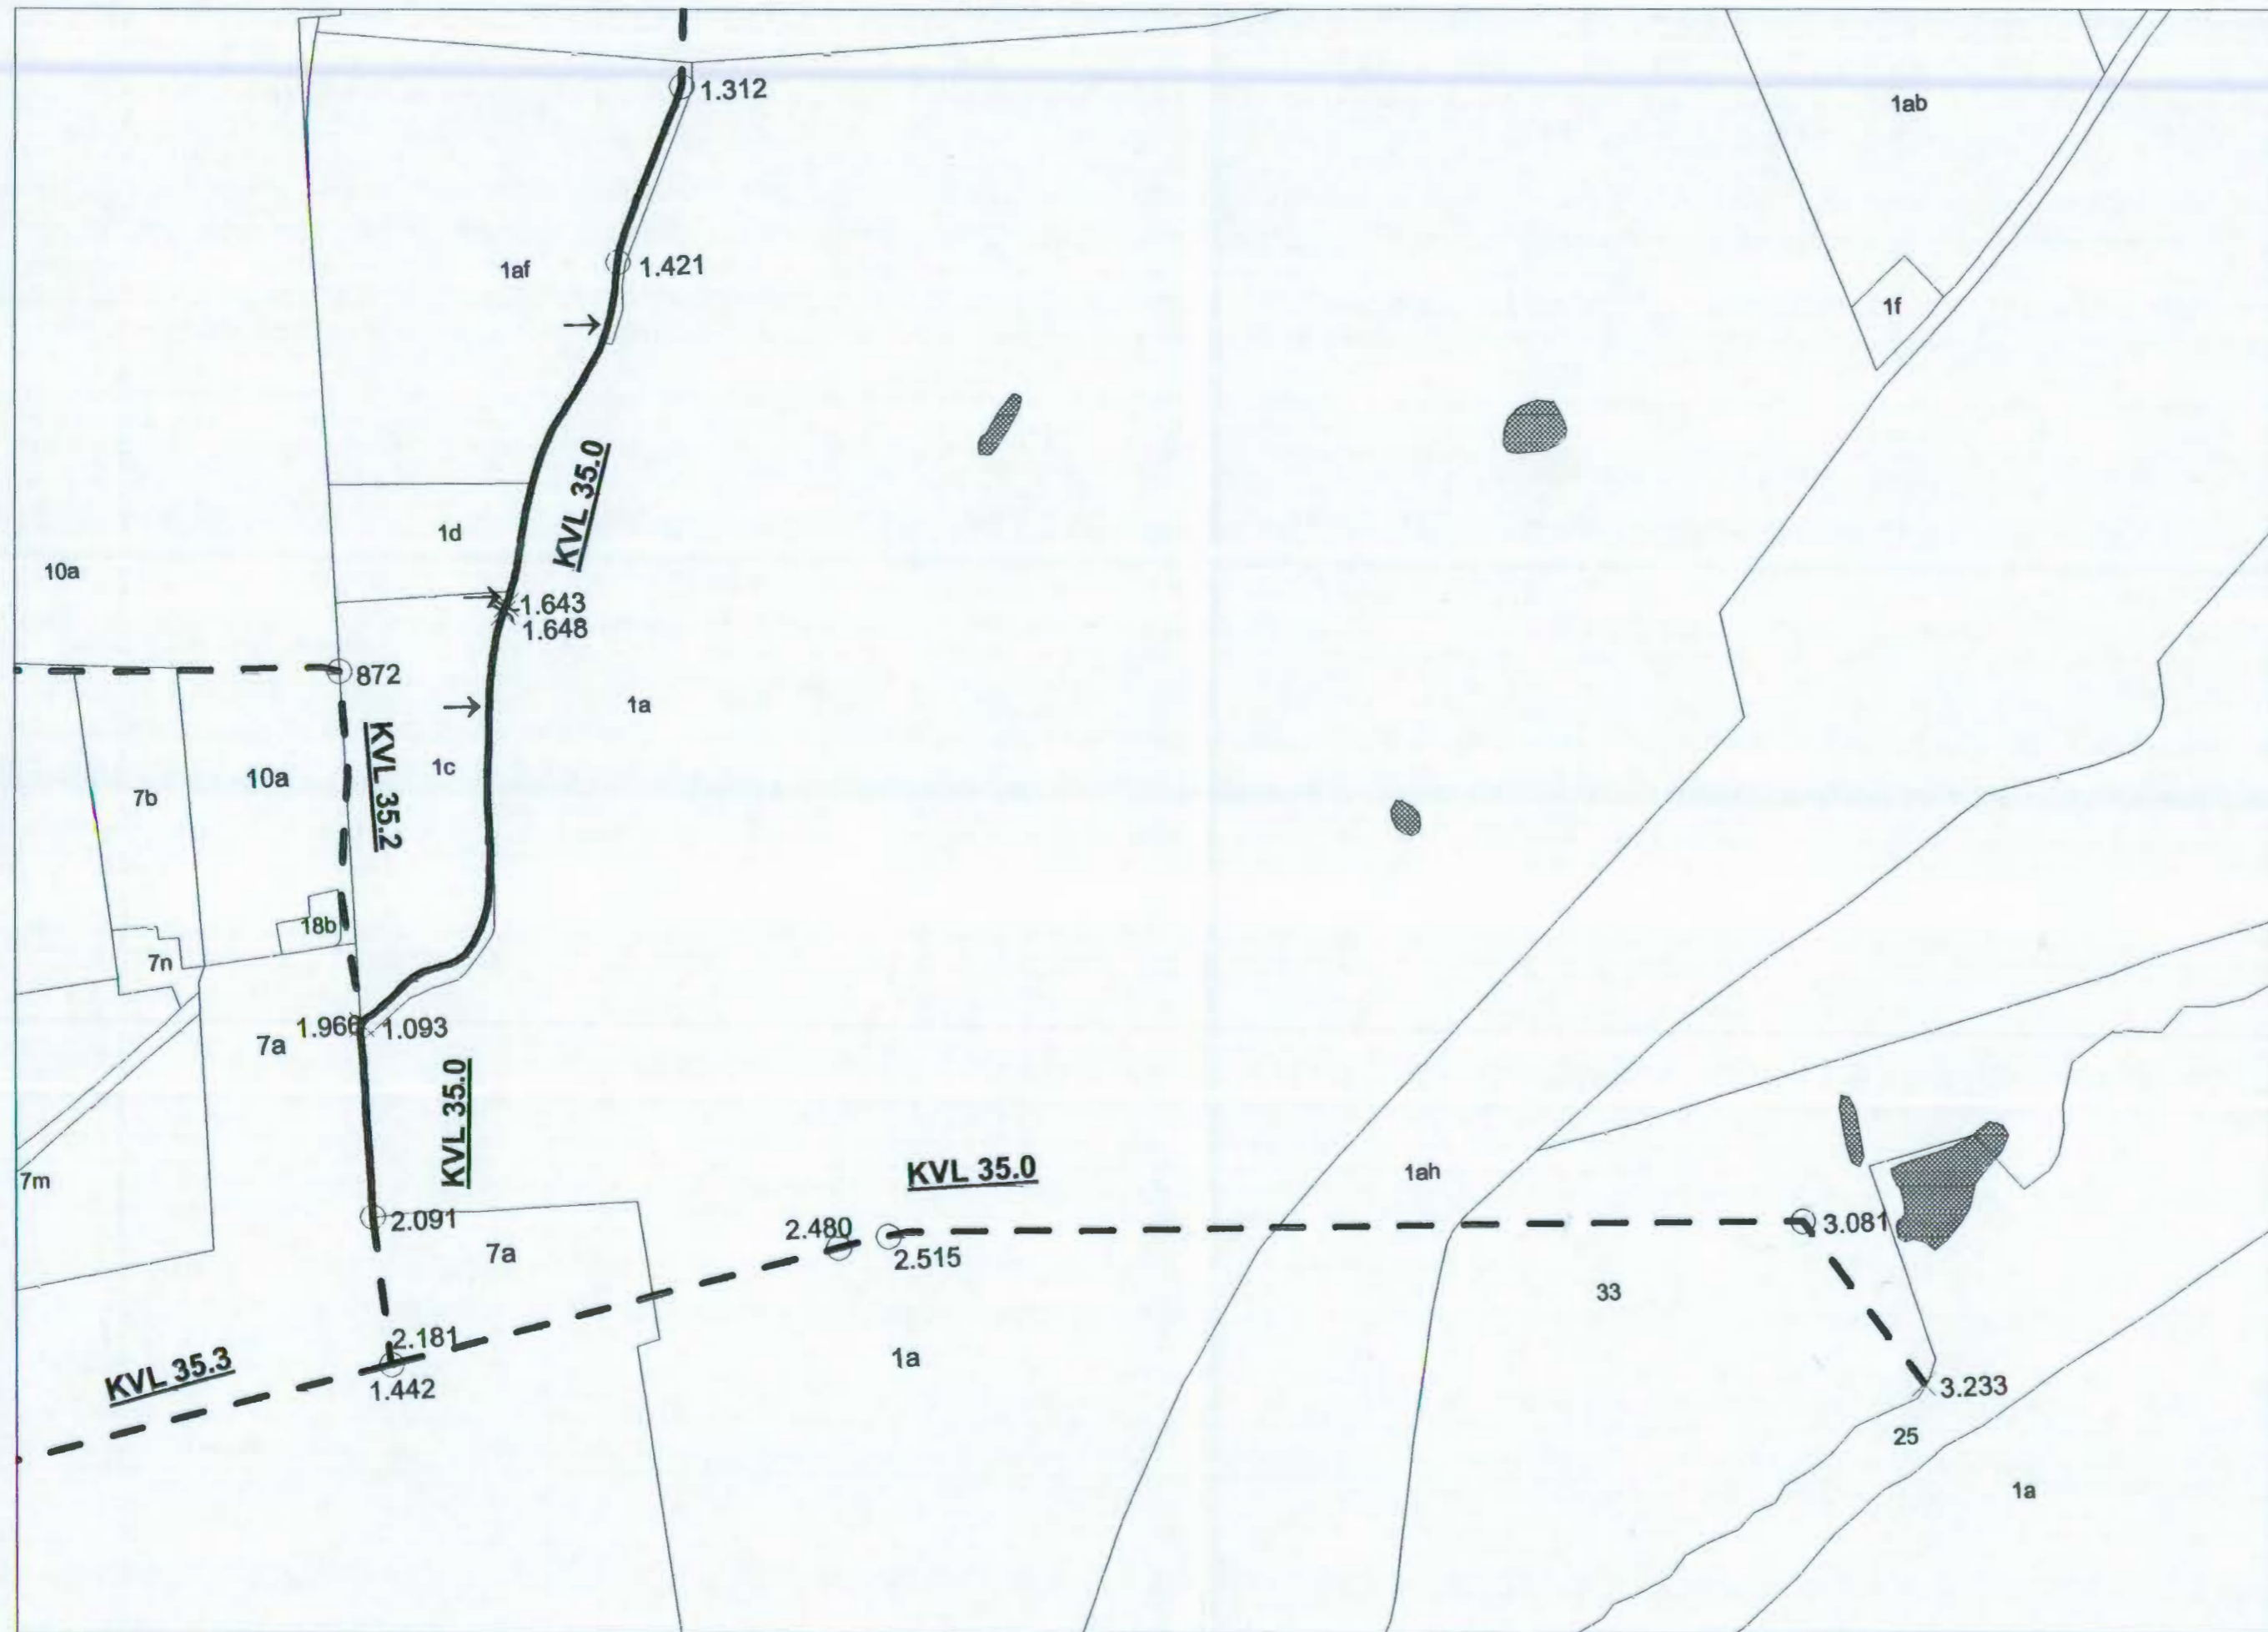 1.312
1ab
1.421
1af
1f
KVL 35.0
1d
10a
1.643
1.648
872
1a
KVL 35.2
1c
10a
7b
18b
7n
1.966
1.093
7a
KVL 35.0
KVL 35.0
1ah
7m
2.091
2.480
3.081
7a
2.515
33
2.181
KVL 35.3
1a
1.442
3.233
25
1a